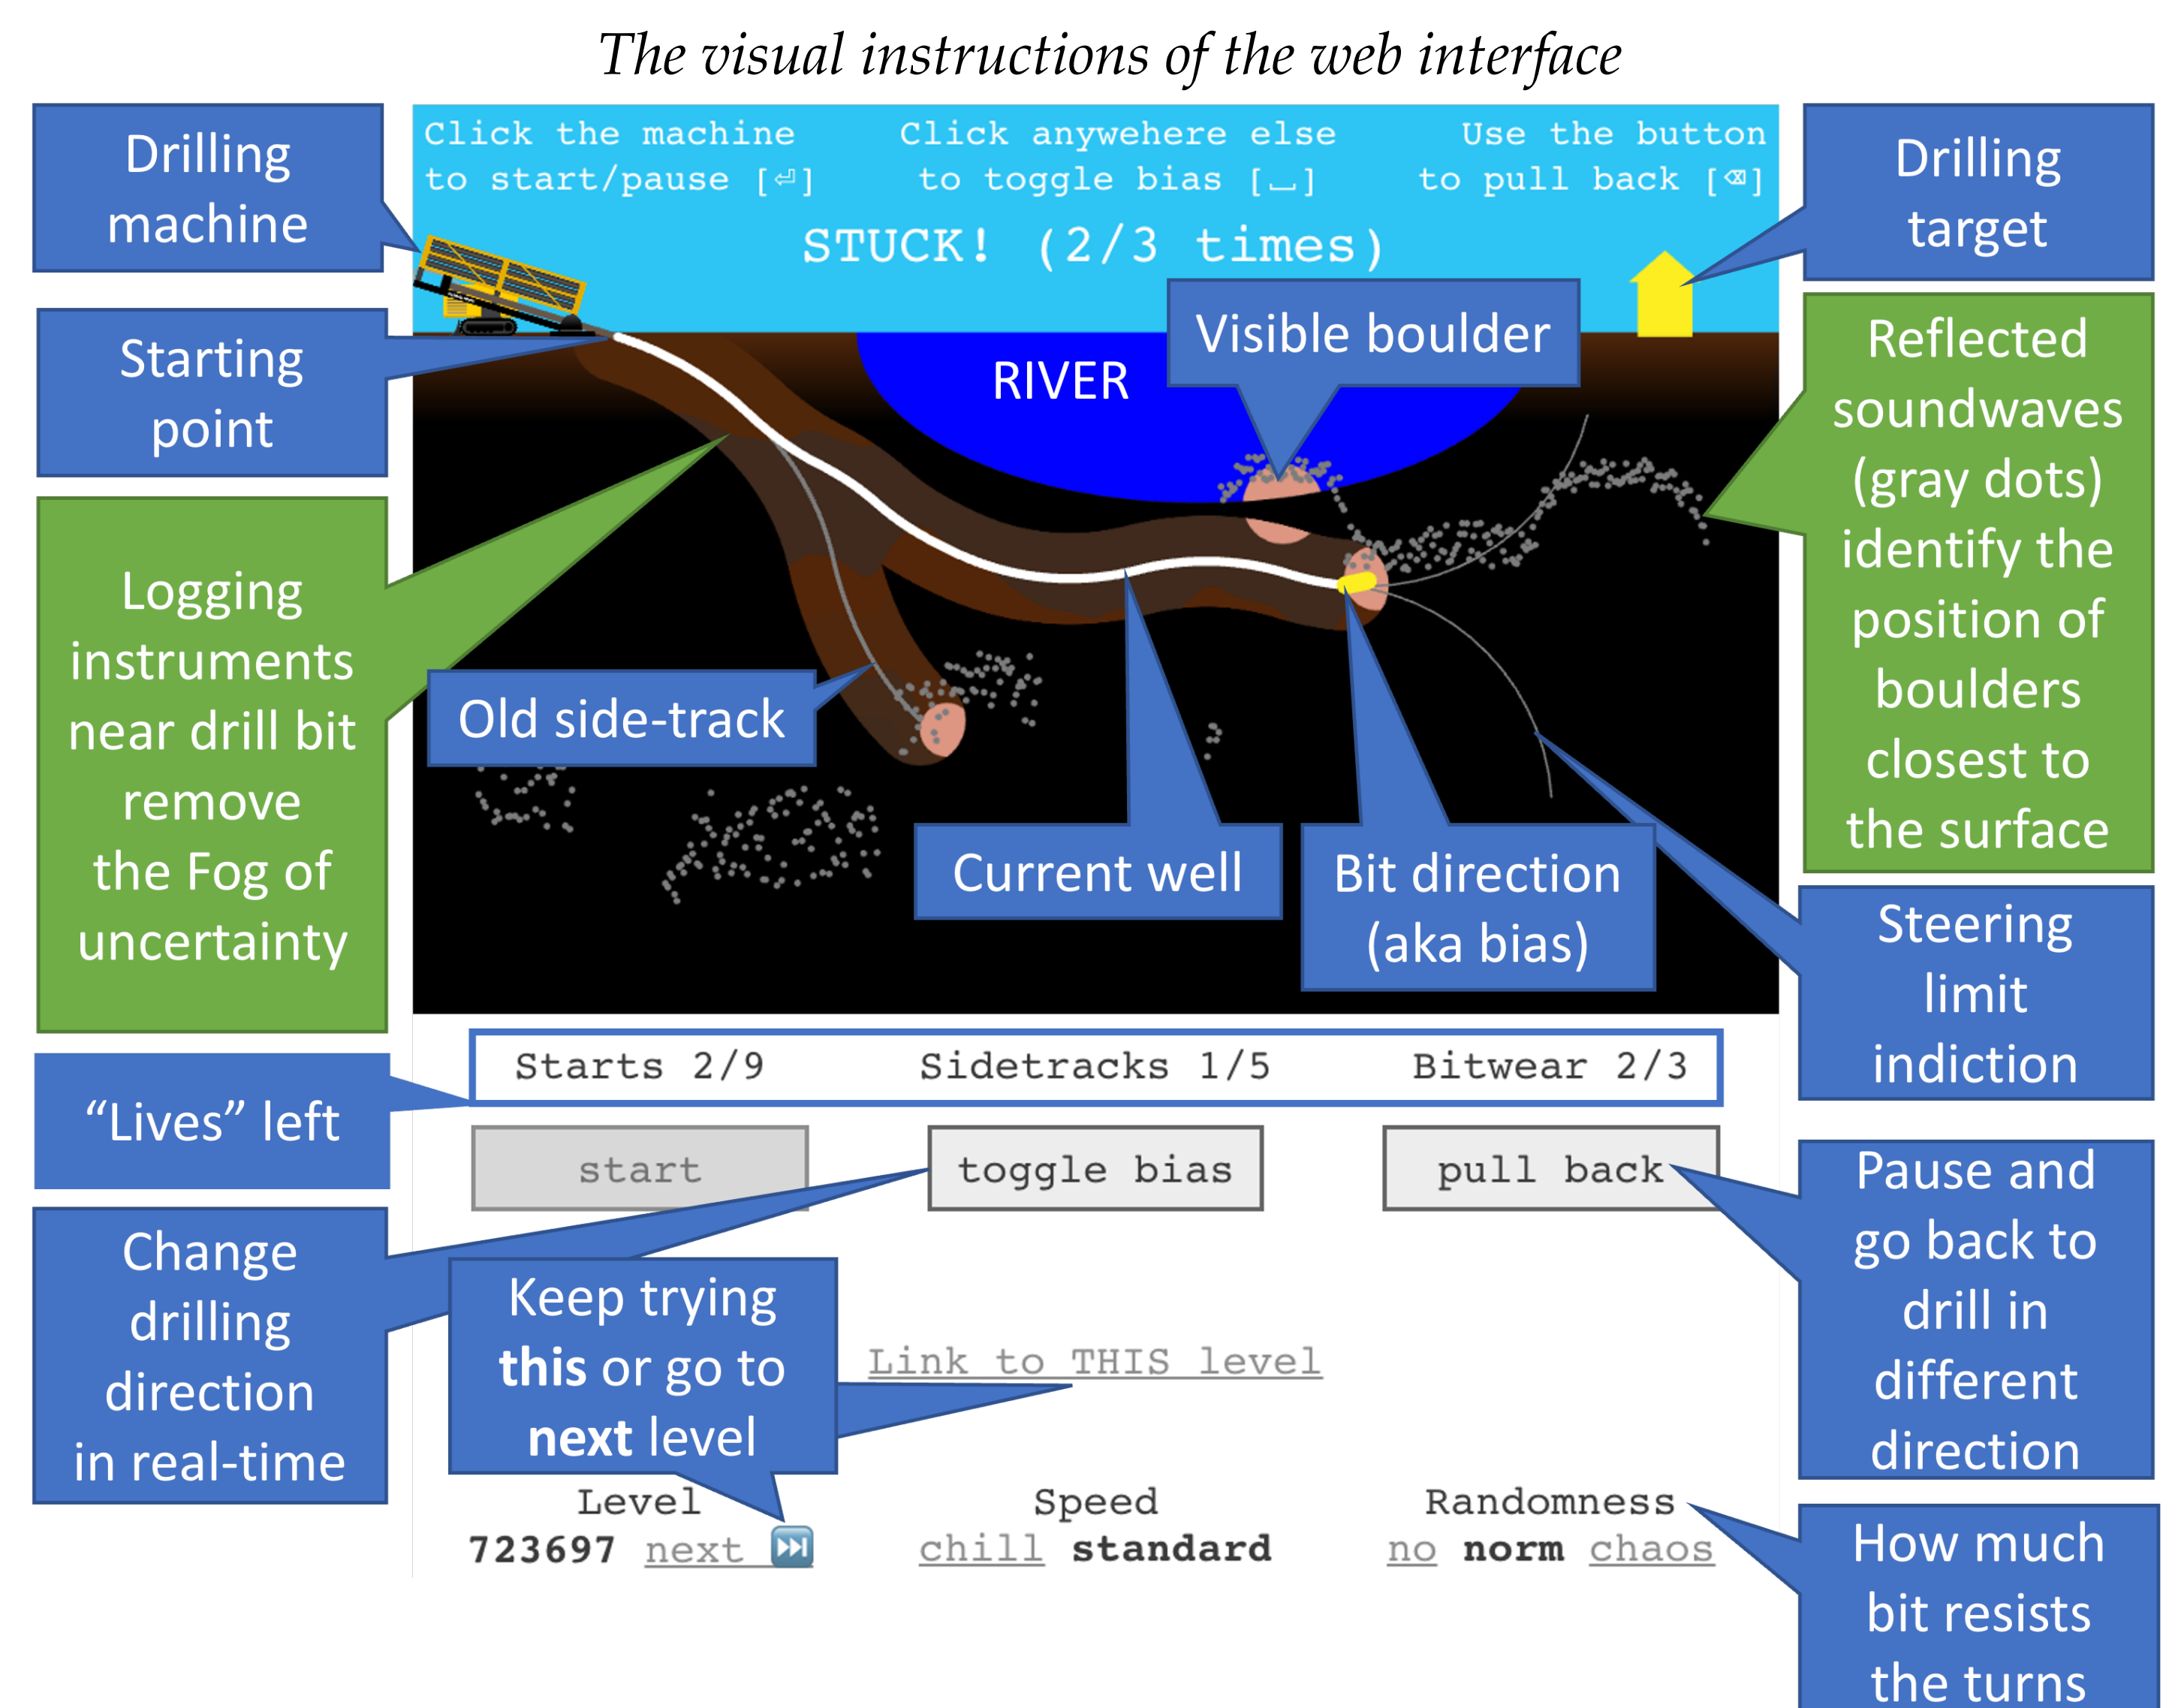 The visual instructions of the web interface
Drilling
machine
Starting
point
Logging
instruments
near drill bit
remove
the Fog of
uncertainty
"Lives" left
Change
drilling
direction
in real-time
Click the machine
to start/pause [⏎]
Click anywehere else
to toggle bias [⎵]
Use the button
to pull back [⌫]
STUCK! (2/3 times)
RIVER
Visible boulder
Old side-track
Current well
Bit direction
(aka bias)
Starts 2/9
Sidetracks 1/5
Bitwear 2/3
start
toggle bias
pull back
Keep trying
this or go to
next level
Link to THIS level
Level
723697 next ⏭
Speed
chill standard
Randomness
no norm chaos
Drilling
target
Reflected
soundwaves
(gray dots)
identify the
position of
boulders
closest to
the surface
Steering
limit
indiction
Pause and
go back to
drill in
different
direction
How much
bit resists
the turns